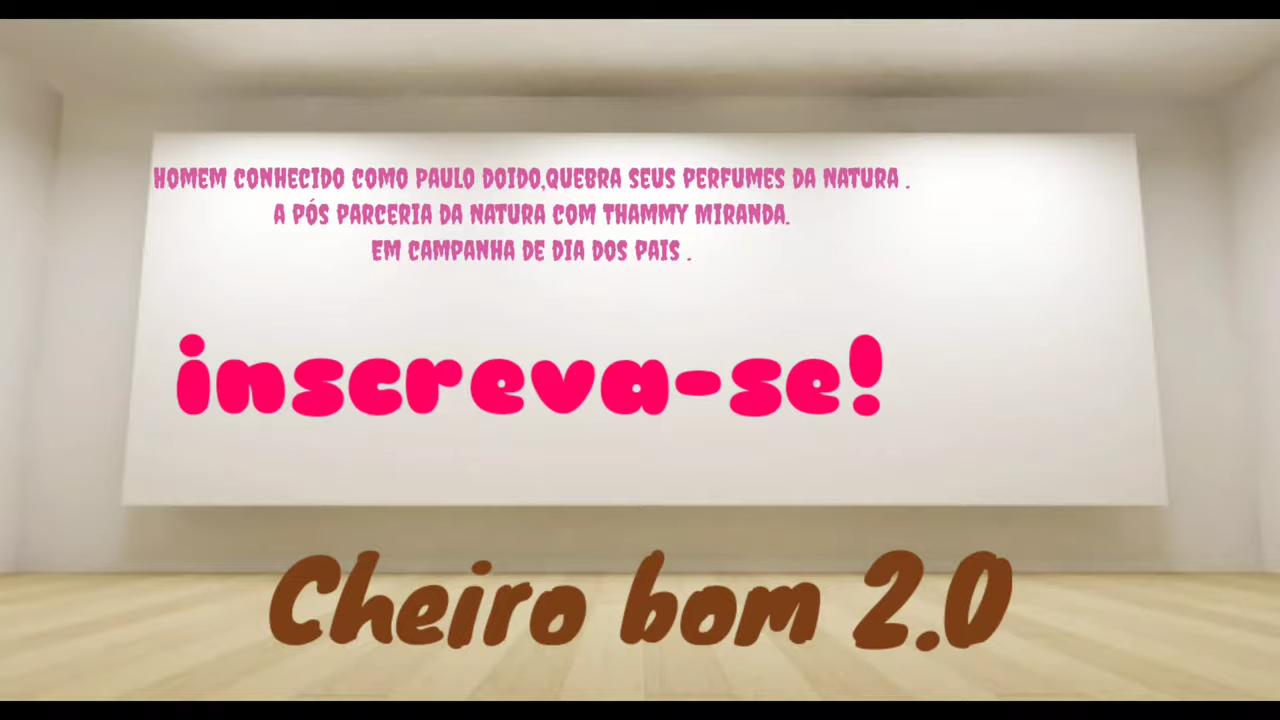 HOMEM CONHECIDO COMO PAULO DOIDO,QUEBRA SEUS PERFUMES DA NATURA .
A PÓS PARCERIA DA NATURA COM THAMMY MIRANDA.
EM CAMPANHA DE DIA DOS PAIS .
inscreva-se!
Cheiro bom 2.0